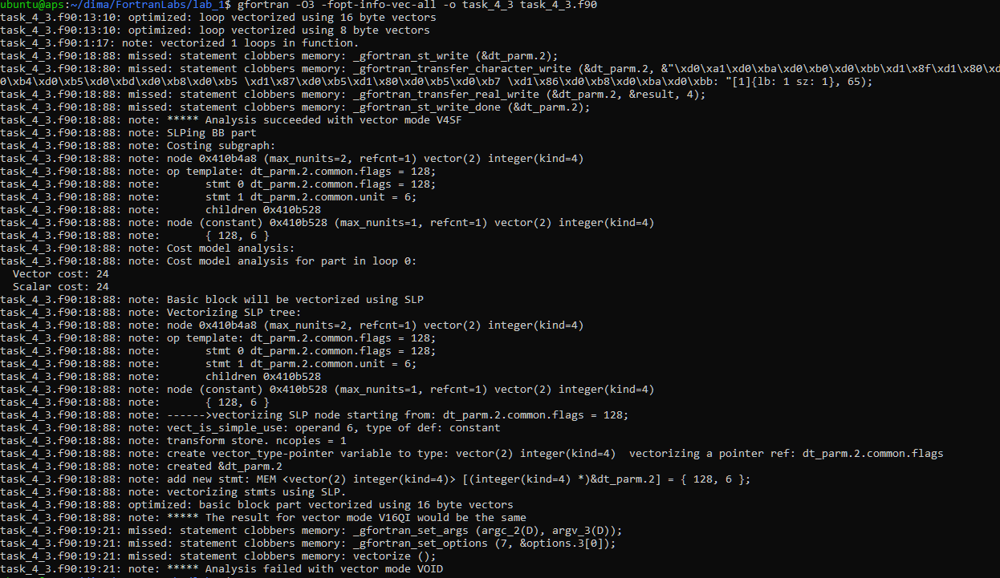 ubuntu@aps:~/dima/FortranLabs/lab_1$ gfortran -O3 -fopt-info-vec-all -o task_4_3 task_4_3.f90
task_4_3.f90:13:10: optimized: loop vectorized using 16 byte vectors
task_4_3.f90:13:10: optimized: loop vectorized using 8 byte vectors
task_4_3.f90:1:17: note: vectorized 1 loops in function.
task_4_3.f90:18:88: missed: statement clobbers memory: _gfortran_st_write (&dt_parm.2);
task_4_3.f90:18:80: missed: statement clobbers memory: _gfortran_transfer_character_write (&dt_parm.2, &"\xd0\xa1\xd0\xba\xd0\xb0\xd0\xbb\xd1\x8f\xd1\x80\xd
0\xb4\xd0\xb5\xd0\xbd\xd0\xb8\xd0\xb5 \xd1\x87\xd0\xb5\xd1\x80\xd0\xb5\xd0\xb7 \xd1\x86\xd0\xb8\xd0\xba\xd0\xbb: "[1]{lb: 1 sz: 1}, 65);
task_4_3.f90:18:88: missed: statement clobbers memory: _gfortran_transfer_real_write (&dt_parm.2, &result, 4);
task_4_3.f90:18:88: missed: statement clobbers memory: _gfortran_st_write_done (&dt_parm.2);
task_4_3.f90:18:88: note: ***** Analysis succeeded with vector mode V4SF
task_4_3.f90:18:88: note: SLPing BB part
task_4_3.f90:18:88: note: Costing subgraph:
task_4_3.f90:18:88: note: node 0x410b4a8 (max_nunits=2, refcnt=1) vector(2) integer(kind=4)
task_4_3.f90:18:88: note: op template: dt_parm.2.common.flags = 128;
task_4_3.f90:18:88: note: stmt 0 dt_parm.2.common.flags = 128;
task_4_3.f90:18:88: note: stmt 1 dt_parm.2.common.unit = 6;
task_4_3.f90:18:88: note: children 0x410b528
task_4_3.f90:18:88: note: node (constant) 0x410b528 (max_nunits=1, refcnt=1) vector(2) integer(kind=4)
task_4_3.f90:18:88: note: { 128, 6 }
task_4_3.f90:18:88: note: Cost model analysis:
task_4_3.f90:18:88: note: Cost model analysis for part in loop 0:
Vector cost: 24
Scalar cost: 24
task_4_3.f90:18:88: note: Basic block will be vectorized using SLP
task_4_3.f90:18:88: note: Vectorizing SLP tree:
task_4_3.f90:18:88: note: node 0x410b4a8 (max_nunits=2, refcnt=1) vector(2) integer(kind=4)
task_4_3.f90:18:88: note: op template: dt_parm.2.common.flags = 128;
task_4_3.f90:18:88: note: stmt 0 dt_parm.2.common.flags = 128;
task_4_3.f90:18:88: note: stmt 1 dt_parm.2.common.unit = 6;
task_4_3.f90:18:88: note: children 0x410b528
task_4_3.f90:18:88: note: node (constant) 0x410b528 (max_nunits=1, refcnt=1) vector(2) integer(kind=4)
task_4_3.f90:18:88: note: { 128, 6 }
task_4_3.f90:18:88: note: ------>vectorizing SLP node starting from: dt_parm.2.common.flags = 128;
task_4_3.f90:18:88: note: vect_is_simple_use: operand 6, type of def: constant
task_4_3.f90:18:88: note: transform store. ncopies = 1
task_4_3.f90:18:88: note: create vector_type-pointer variable to type: vector(2) integer(kind=4)  vectorizing a pointer ref: dt_parm.2.common.flags
task_4_3.f90:18:88: note: created &dt_parm.2
task_4_3.f90:18:88: note: add new stmt: MEM <vector(2) integer(kind=4)> [(integer(kind=4) *)&dt_parm.2] = { 128, 6 };
task_4_3.f90:18:88: note: vectorizing stmts using SLP.
task_4_3.f90:18:88: optimized: basic block part vectorized using 16 byte vectors
task_4_3.f90:18:88: note: ***** The result for vector mode V16QI would be the same
task_4_3.f90:19:21: missed: statement clobbers memory: _gfortran_set_args (argc_2(D), argv_3(D));
task_4_3.f90:19:21: missed: statement clobbers memory: _gfortran_set_options (7, &options.3[0]);
task_4_3.f90:19:21: missed: statement clobbers memory: vectorize ();
task_4_3.f90:19:21: note: ***** Analysis failed with vector mode VOID